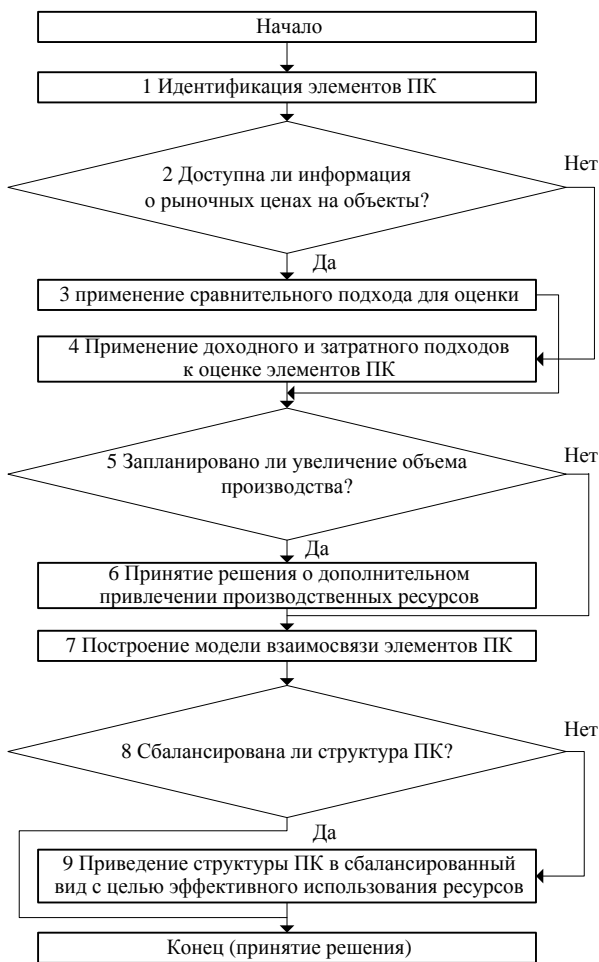 Начало
1 Идентификация элементов ПК
2 Доступна ли информация
о рыночных ценах на объекты?
Нет
Да
3 применение сравнительного подхода для оценки
4 Применение доходного и затратного подходов
к оценке элементов ПК
5 Запланировано ли увеличение объема
производства?
Нет
Да
6 Принятие решения о дополнительном
привлечении производственных ресурсов
7 Построение модели взаимосвязи элементов ПК
8 Сбалансирована ли структура ПК?
Нет
Да
9 Приведение структуры ПК в сбалансированный
вид с целью эффективного использования ресурсов
Конец (принятие решения)